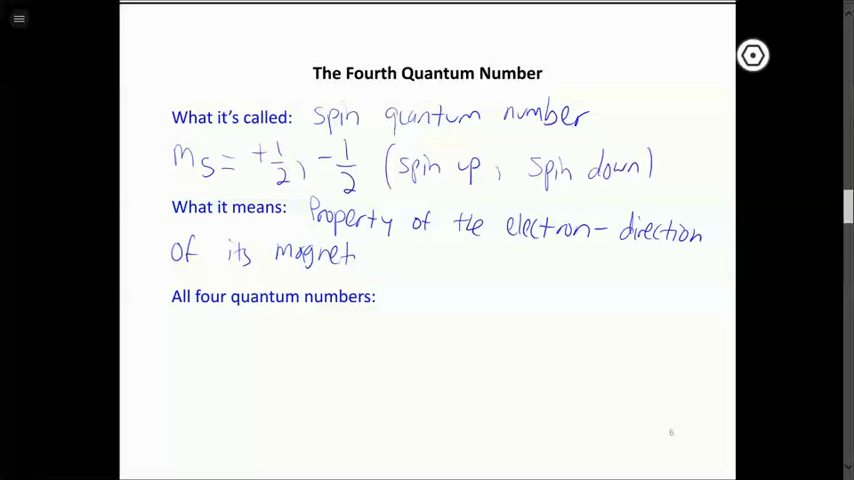 The Fourth Quantum Number
What it's called: spin quantum number
ms = +1/2, -1/2 (spin up, spin down)
What it means: Property of the electron- direction
of its magnet
All four quantum numbers:
6